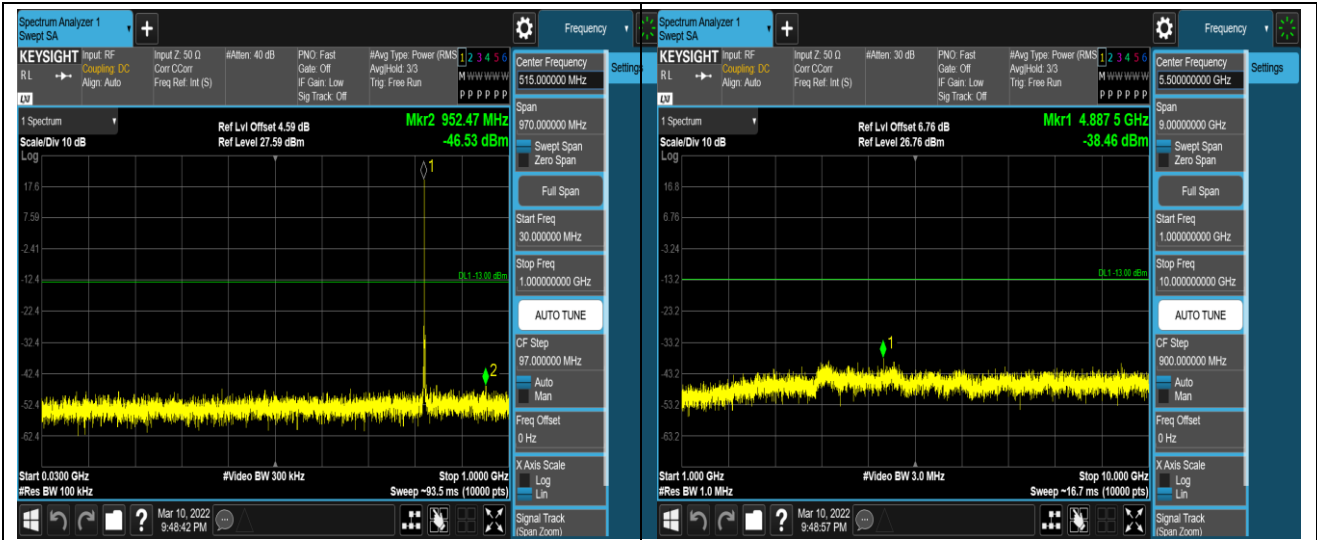 Spectrum Analyzer 1
Swept SA
+
Frequency
KEYSIGHT
Input: RF
Coupling: DC
Align: Auto
Input Z: 50 Ω
Corr CCorr
Freq Ref: Int (S)
#Atten: 40 dB
PNO: Fast
Gate: Off
IF Gain: Low
Sig Track: Off
#Avg Type: Power (RMS
Avg|Hold: 3/3
Trig: Free Run
1 2 3 4 5 6
M W W W W W
P P P P P P
RL
LXI
Center Frequency
515.000000 MHz
Settings
Span
970.000000 MHz
Swept Span
Zero Span
Full Span
Start Freq
30.000000 MHz
Stop Freq
1.000000000 GHz
AUTO TUNE
CF Step
97.000000 MHz
Auto
Man
Freq Offset
0 Hz
X Axis Scale
Log
Lin
Signal Track
(Span Zoom)
1 Spectrum
Scale/Div 10 dB
Log
Ref Lvl Offset 4.59 dB
Ref Level 27.59 dBm
Mkr2 952.47 MHz
-46.53 dBm
1
17.6
7.59
-2.41
DL1 -13.00 dBm
-12.4
-22.4
-32.4
-42.4
2
-52.4
-62.4
Start 0.0300 GHz
#Res BW 100 kHz
#Video BW 300 kHz
Stop 1.0000 GHz
Sweep ~93.5 ms (10000 pts)
?
Mar 10, 2022
9:48:42 PM
Spectrum Analyzer 1
Swept SA
+
Frequency
KEYSIGHT
Input: RF
Coupling: DC
Align: Auto
Input Z: 50 Ω
Corr CCorr
Freq Ref: Int (S)
#Atten: 30 dB
PNO: Fast
Gate: Off
IF Gain: Low
Sig Track: Off
#Avg Type: Power (RMS
Avg|Hold: 3/3
Trig: Free Run
1 2 3 4 5 6
M W W W W W
P P P P P P
RL
LXI
Center Frequency
5.500000000 GHz
Settings
Span
9.00000000 GHz
Swept Span
Zero Span
Full Span
Start Freq
1.000000000 GHz
Stop Freq
10.000000000 GHz
AUTO TUNE
CF Step
900.000000 MHz
Auto
Man
Freq Offset
0 Hz
X Axis Scale
Log
Lin
Signal Track
(Span Zoom)
1 Spectrum
Scale/Div 10 dB
Log
Ref Lvl Offset 6.76 dB
Ref Level 26.76 dBm
Mkr1 4.887 5 GHz
-38.46 dBm
16.8
6.76
-3.24
DL1 -13.00 dBm
-13.2
-23.2
-33.2
1
-43.2
-53.2
-63.2
Start 1.000 GHz
#Res BW 1.0 MHz
#Video BW 3.0 MHz
Stop 10.000 GHz
Sweep ~16.7 ms (10000 pts)
?
Mar 10, 2022
9:48:57 PM